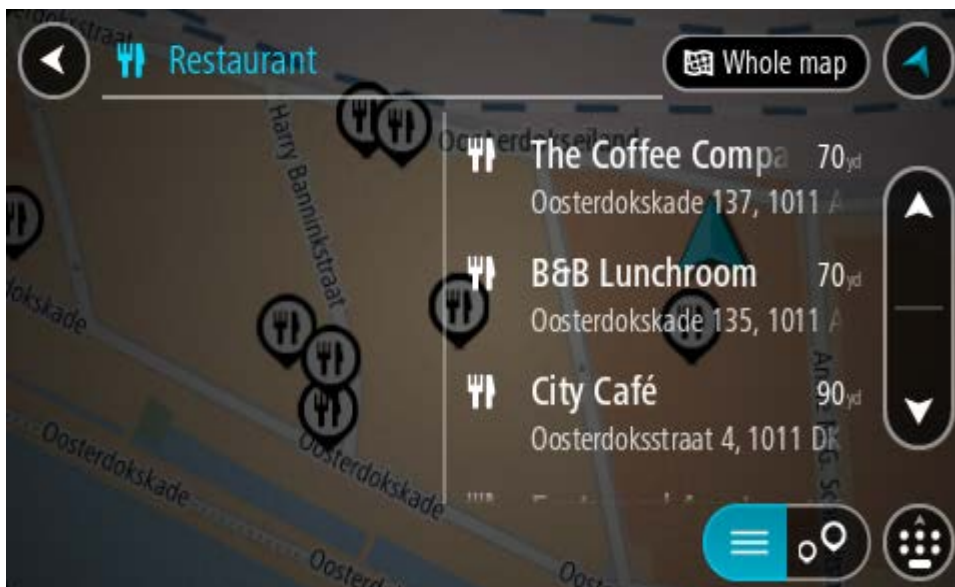 Restaurant
Whole map
The Coffee Compa 70yd
Oosterdokskade 137, 1011 A
B&B Lunchroom 70yd
Oosterdokskade 135, 1011 A
City Café 90yd
Oosterdoksstraat 4, 1011 DK
Oosterdokseiland
Harry Banninkstraat
dokskade
Oosterdokskade
Oosterdokskade